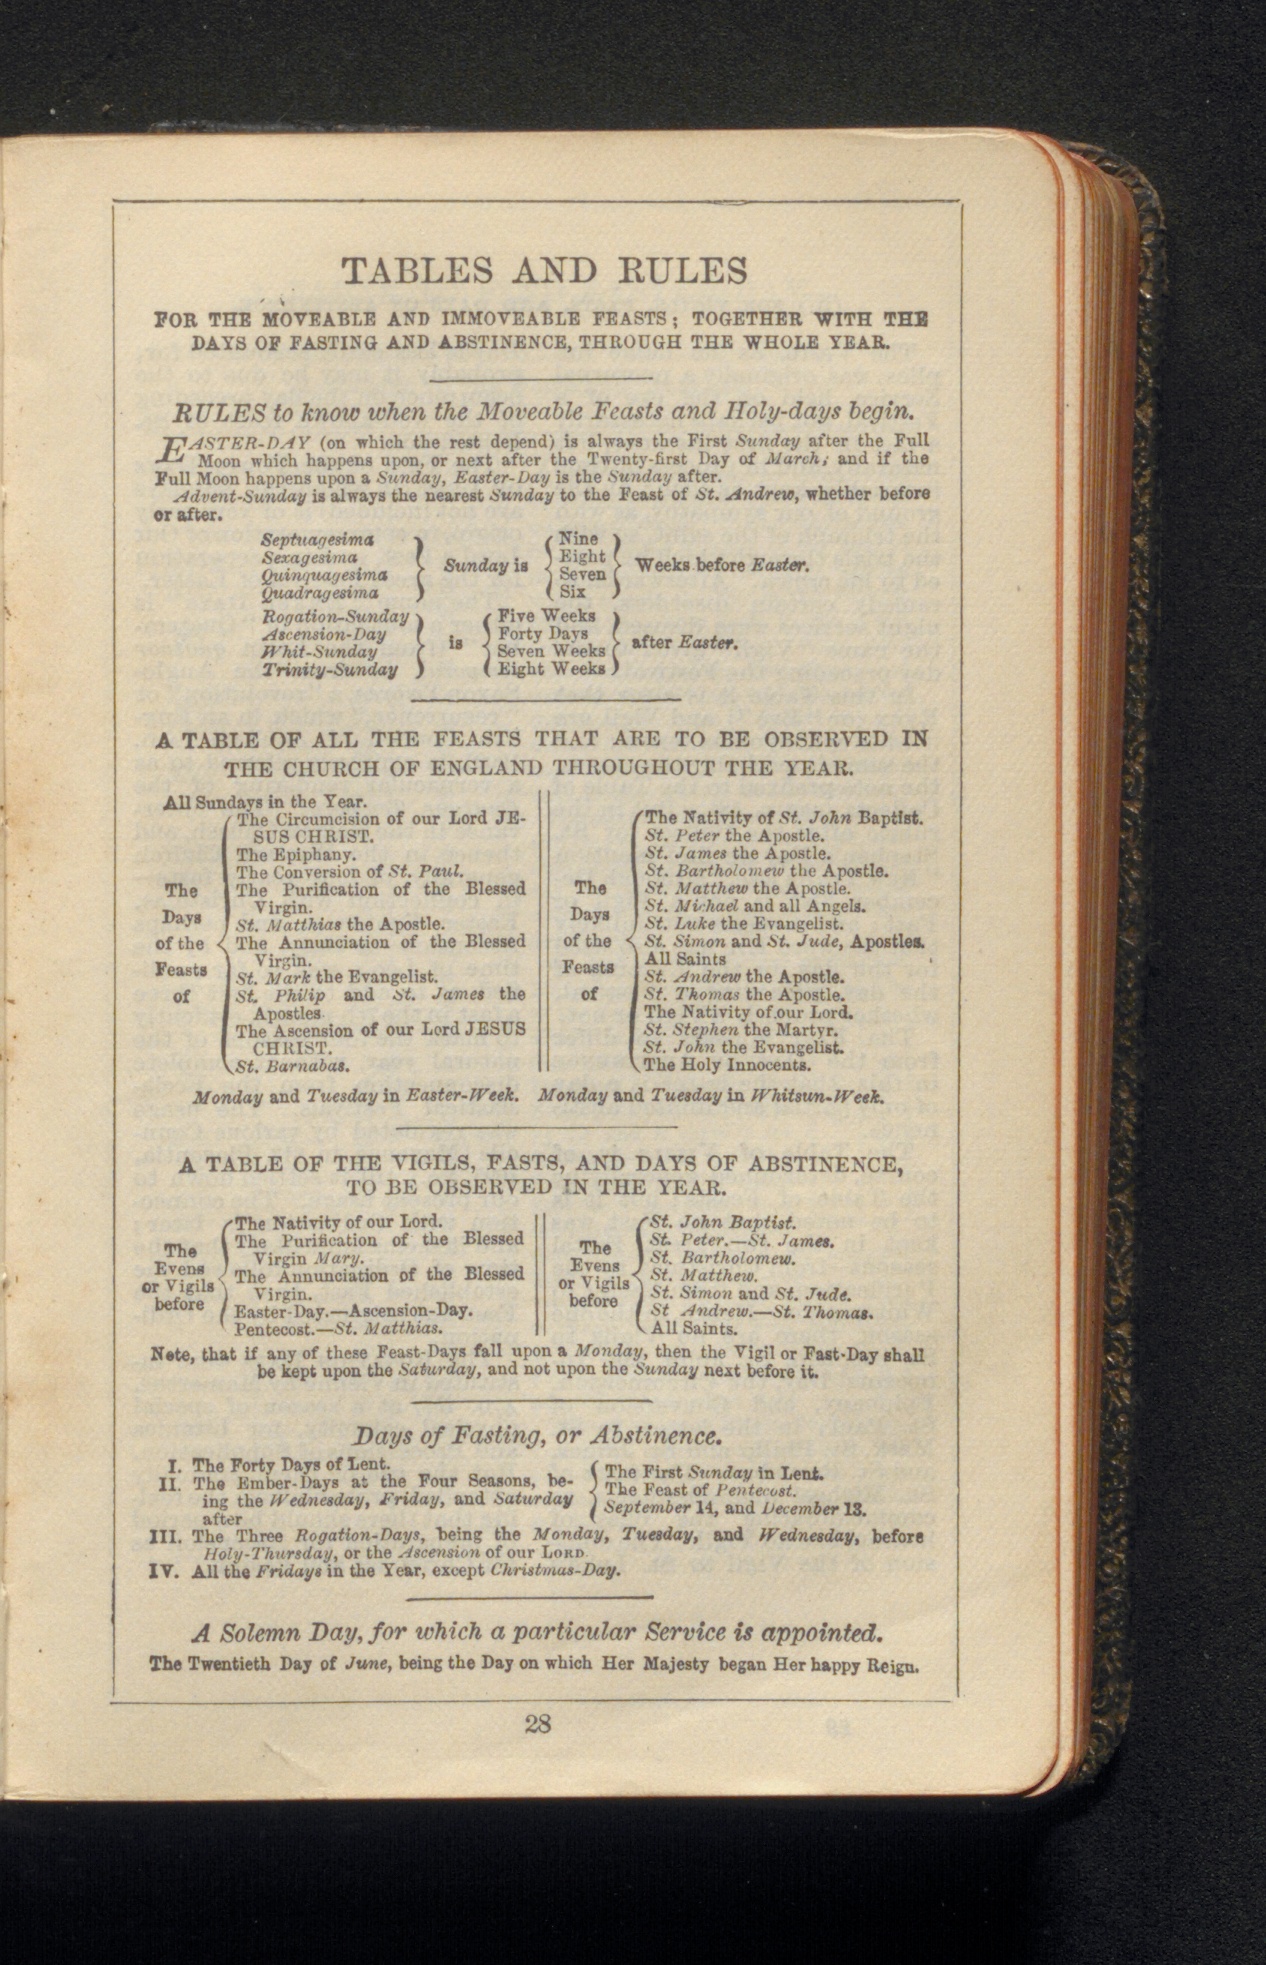 TABLES AND RULES
FOR THE MOVEABLE AND IMMOVEABLE FEASTS; TOGETHER WITH THE
DAYS OF FASTING AND ABSTINENCE, THROUGH THE WHOLE YEAR.
RULES to know when the Moveable Feasts and Holy-days begin.
EASTER-DAY (on which the rest depend) is always the First Sunday after the Full
Moon which happens upon, or next after the Twenty-first Day of March; and if the
Full Moon happens upon a Sunday, Easter-Day is the Sunday after.
Advent-Sunday is always the nearest Sunday to the Feast of St. Andrew, whether before
or after.
Septuagesima
Sexagesima
Quinquagesima
Quadragesima
Sunday is
Nine
Eight
Seven
Six
Weeks before Easter.
Rogation-Sunday
Ascension-Day
Whit-Sunday
Trinity-Sunday
is
Five Weeks
Forty Days
Seven Weeks
Eight Weeks
after Easter.
A TABLE OF ALL THE FEASTS THAT ARE TO BE OBSERVED IN
THE CHURCH OF ENGLAND THROUGHOUT THE YEAR.
All Sundays in the Year.
The
Days
of the
Feasts
of
The Circumcision of our Lord JE-
SUS CHRIST.
The Epiphany.
The Conversion of St. Paul.
The Purification of the Blessed
Virgin.
St. Matthias the Apostle.
The Annunciation of the Blessed
Virgin.
St. Mark the Evangelist.
St. Philip and St. James the
Apostles.
The Ascension of our Lord JESUS
CHRIST.
St. Barnabas.
The
Days
of the
Feasts
of
The Nativity of St. John Baptist.
St. Peter the Apostle.
St. James the Apostle.
St. Bartholomew the Apostle.
St. Matthew the Apostle.
St. Michael and all Angels.
St. Luke the Evangelist.
St. Simon and St. Jude, Apostles.
All Saints
St. Andrew the Apostle.
St. Thomas the Apostle.
The Nativity of our Lord.
St. Stephen the Martyr.
St. John the Evangelist.
The Holy Innocents.
Monday and Tuesday in Easter-Week. Monday and Tuesday in Whitsun-Week.
A TABLE OF THE VIGILS, FASTS, AND DAYS OF ABSTINENCE,
TO BE OBSERVED IN THE YEAR.
The
Evens
or Vigils
before
The Nativity of our Lord.
The Purification of the Blessed
Virgin Mary.
The Annunciation of the Blessed
Virgin.
Easter-Day.—Ascension-Day.
Pentecost.—St. Matthias.
The
Evens
or Vigils
before
St. John Baptist.
St. Peter.—St. James.
St. Bartholomew.
St. Matthew.
St. Simon and St. Jude.
St Andrew.—St. Thomas.
All Saints.
Note, that if any of these Feast-Days fall upon a Monday, then the Vigil or Fast-Day shall
be kept upon the Saturday, and not upon the Sunday next before it.
Days of Fasting, or Abstinence.
I. The Forty Days of Lent.
II. The Ember-Days at the Four Seasons, be-
ing the Wednesday, Friday, and Saturday
after
The First Sunday in Lent.
The Feast of Pentecost.
September 14, and December 13.
III. The Three Rogation-Days, being the Monday, Tuesday, and Wednesday, before
Holy-Thursday, or the Ascension of our LORD.
IV. All the Fridays in the Year, except Christmas-Day.
A Solemn Day, for which a particular Service is appointed.
The Twentieth Day of June, being the Day on which Her Majesty began Her happy Reign.
28